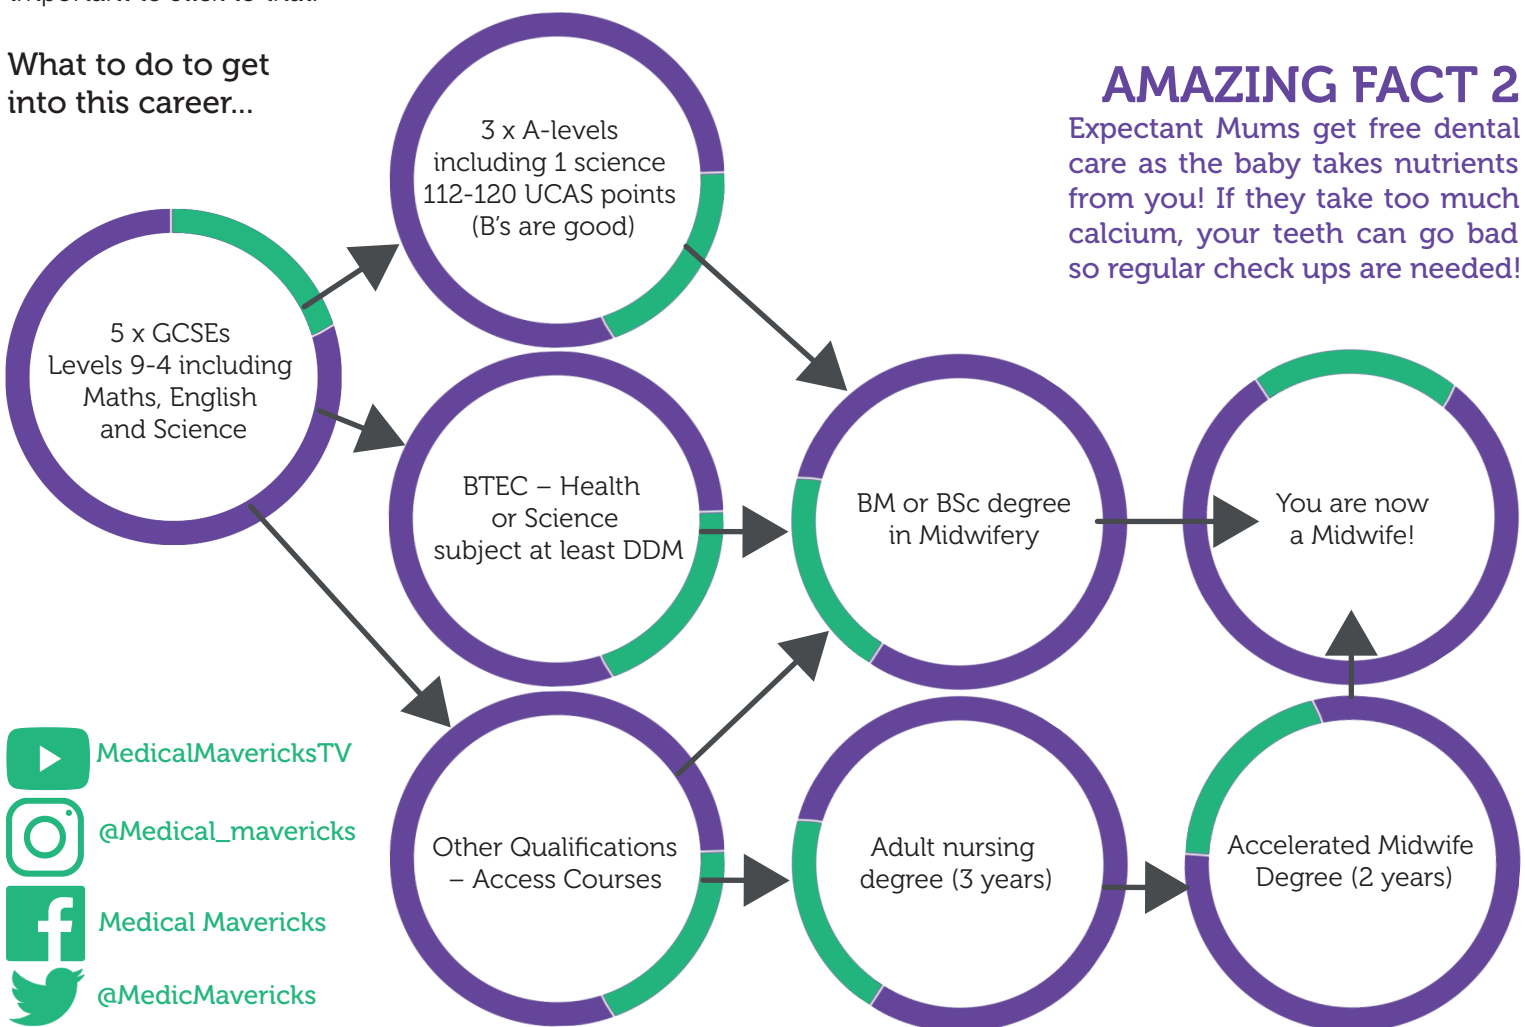 What to do to get
into this career...
AMAZING FACT 2
Expectant Mums get free dental
care as the baby takes nutrients
from you! If they take too much
calcium, your teeth can go bad
so regular check ups are needed!
5 x GCSEs
Levels 9-4 including
Maths, English
and Science
3 x A-levels
including 1 science
112-120 UCAS points
(B's are good)
BTEC – Health
or Science
subject at least DDM
Other Qualifications
– Access Courses
BM or BSc degree
in Midwifery
Adult nursing
degree (3 years)
Accelerated Midwife
Degree (2 years)
You are now
a Midwife!
MedicalMavericksTV
@Medical_mavericks
Medical Mavericks
@MedicMavericks